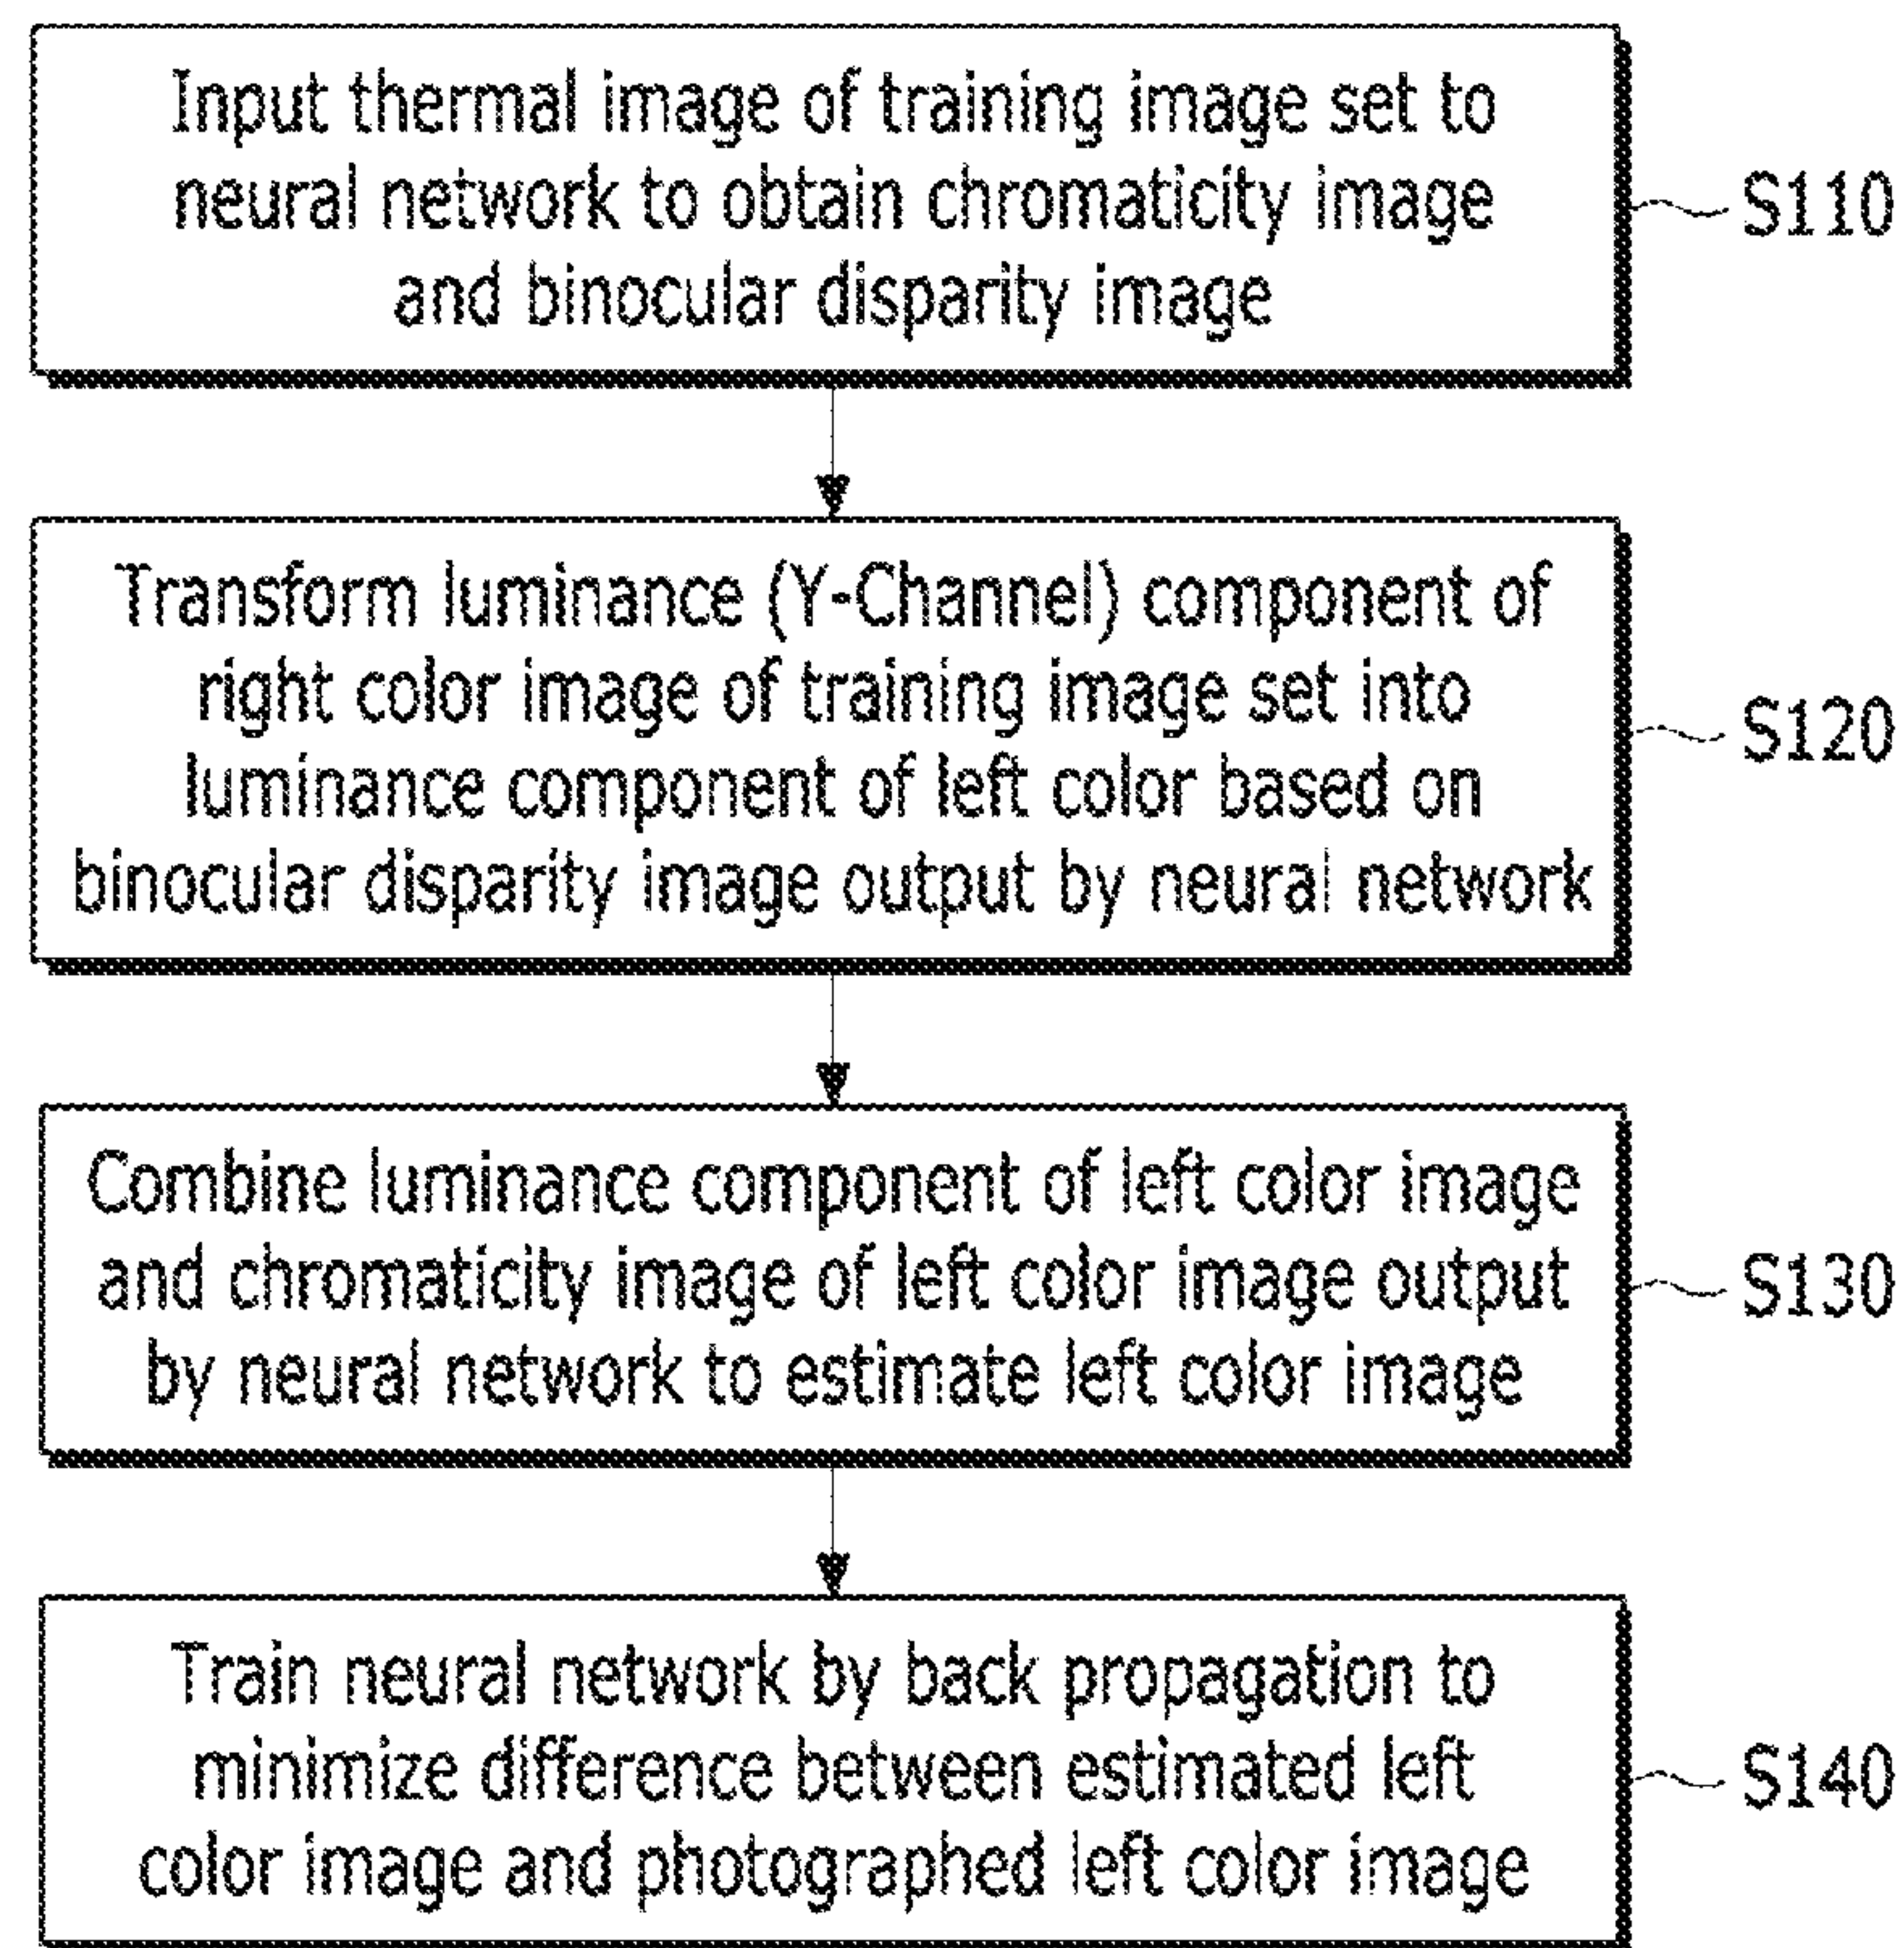 Input thermal image of training image set to
neural network to obtain chromaticity image
and binocular disparity image
S110
Transform luminance (Y-Channel) component of
right color image of training image set into
luminance component of left color based on
binocular disparity image output by neural network
S120
Combine luminance component of left color image
and chromaticity image of left color image output
by neural network to estimate left color image
S130
Train neural network by back propagation to
minimize difference between estimated left
color image and photographed left color image
S140